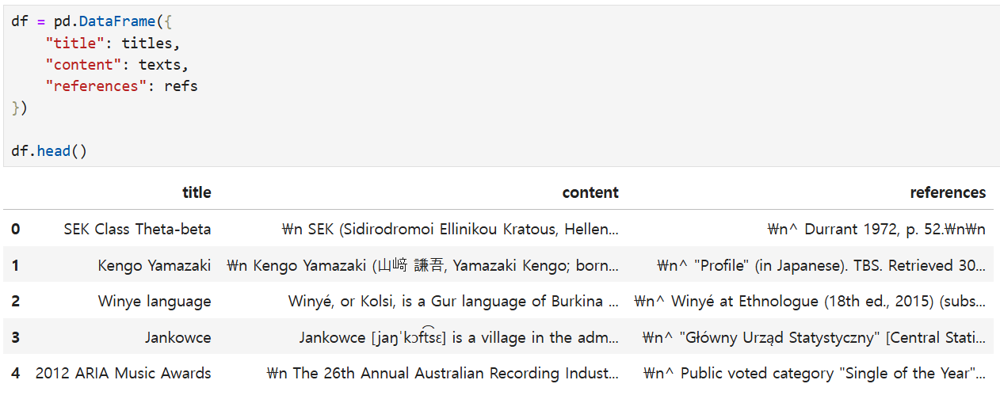 df = pd.DataFrame({
    "title": titles,
    "content": texts,
    "references": refs
})
df.head()
title content references
0 SEK Class Theta-beta ₩n SEK (Sidirodromoi Ellinikou Kratous, Hellen... ₩n^ Durrant 1972, p. 52.₩n₩n
1 Kengo Yamazaki ₩n Kengo Yamazaki (山﨑 謙吾, Yamazaki Kengo; born... ₩n^ "Profile" (in Japanese). TBS. Retrieved 30...
2 Winye language Winyé, or Kolsi, is a Gur language of Burkina ... ₩n^ Winyé at Ethnologue (18th ed., 2015) (subs...
3 Jankowce Jankowce [jaŋˈkɔft͡sɛ] is a village in the adm... ₩n^ "Główny Urząd Statystyczny" [Central Stati...
4 2012 ARIA Music Awards ₩n The 26th Annual Australian Recording Indust... ₩n^ Public voted category "Single of the Year"...